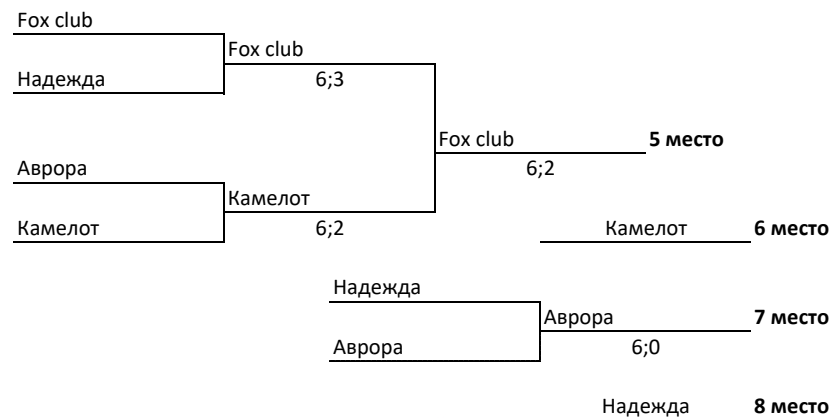 Fox club
Fox club
Надежда
6;3
Fox club
5 место
Аврора
6;2
Камелот
Камелот
6;2
Камелот
6 место
Надежда
Аврора
7 место
Аврора
6;0
Надежда
8 место